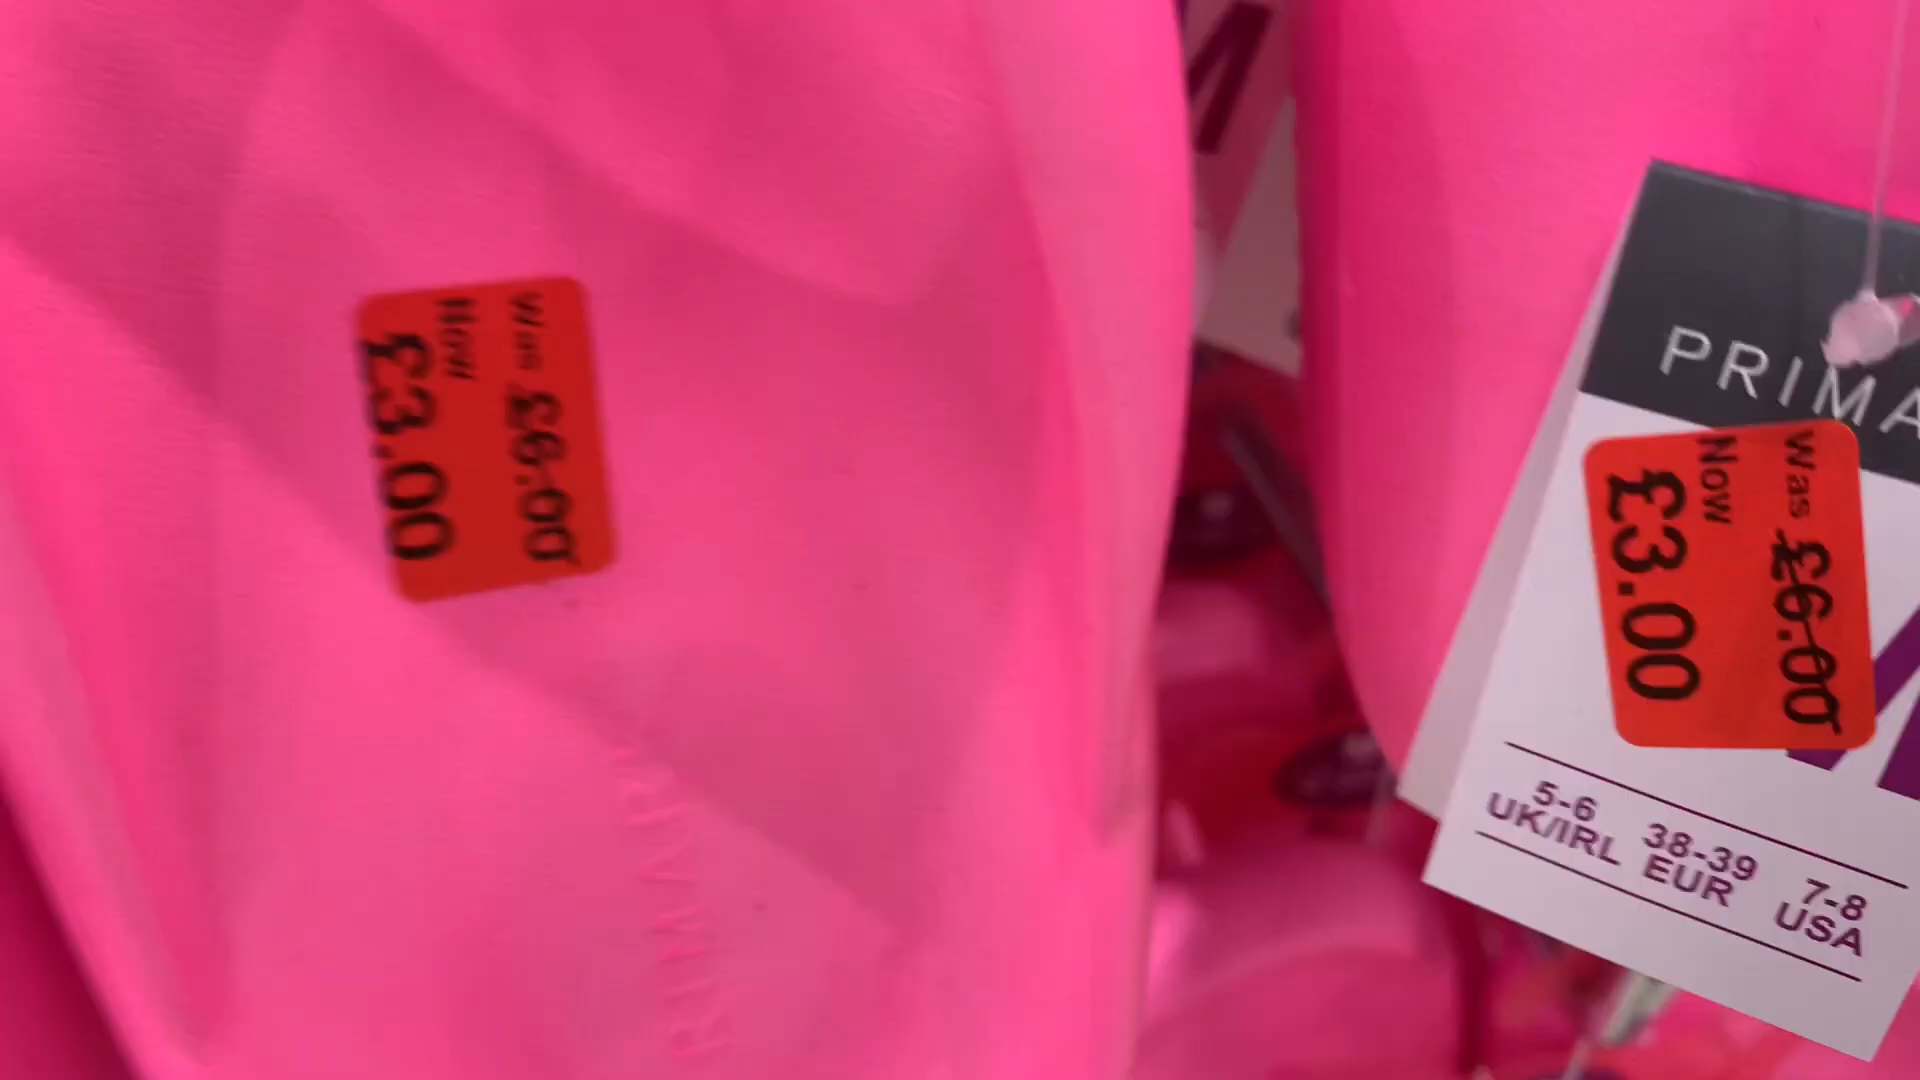 Was £6.00
Now
£3.00
PRIMA
Was £6.00
Now
£3.00
M
5-6
UK/IRL
38-39
EUR
7-8
USA